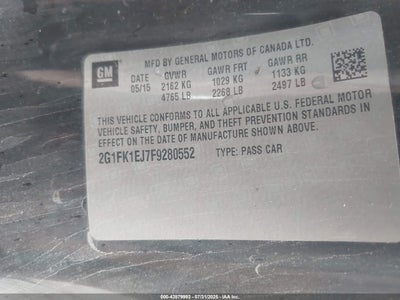 MFD BY GENERAL MOTORS OF CANADA LTD.
GM
05/15
GVWR
2162 KG
4765 LB
GAWR FRT
1029 KG
2268 LB
GAWR RR
1133 KG
2497 LB
THIS VEHICLE CONFORMS TO ALL APPLICABLE U.S. FEDERAL MOTOR
VEHICLE SAFETY, BUMPER, AND THEFT PREVENTION STANDARDS IN
EFFECT ON THE DATE OF MANUFACTURE SHOWN ABOVE.
2G1FK1EJ7F9280552 TYPE: PASS CAR
000-42879993 - 07/31/2025 - IAA Inc.